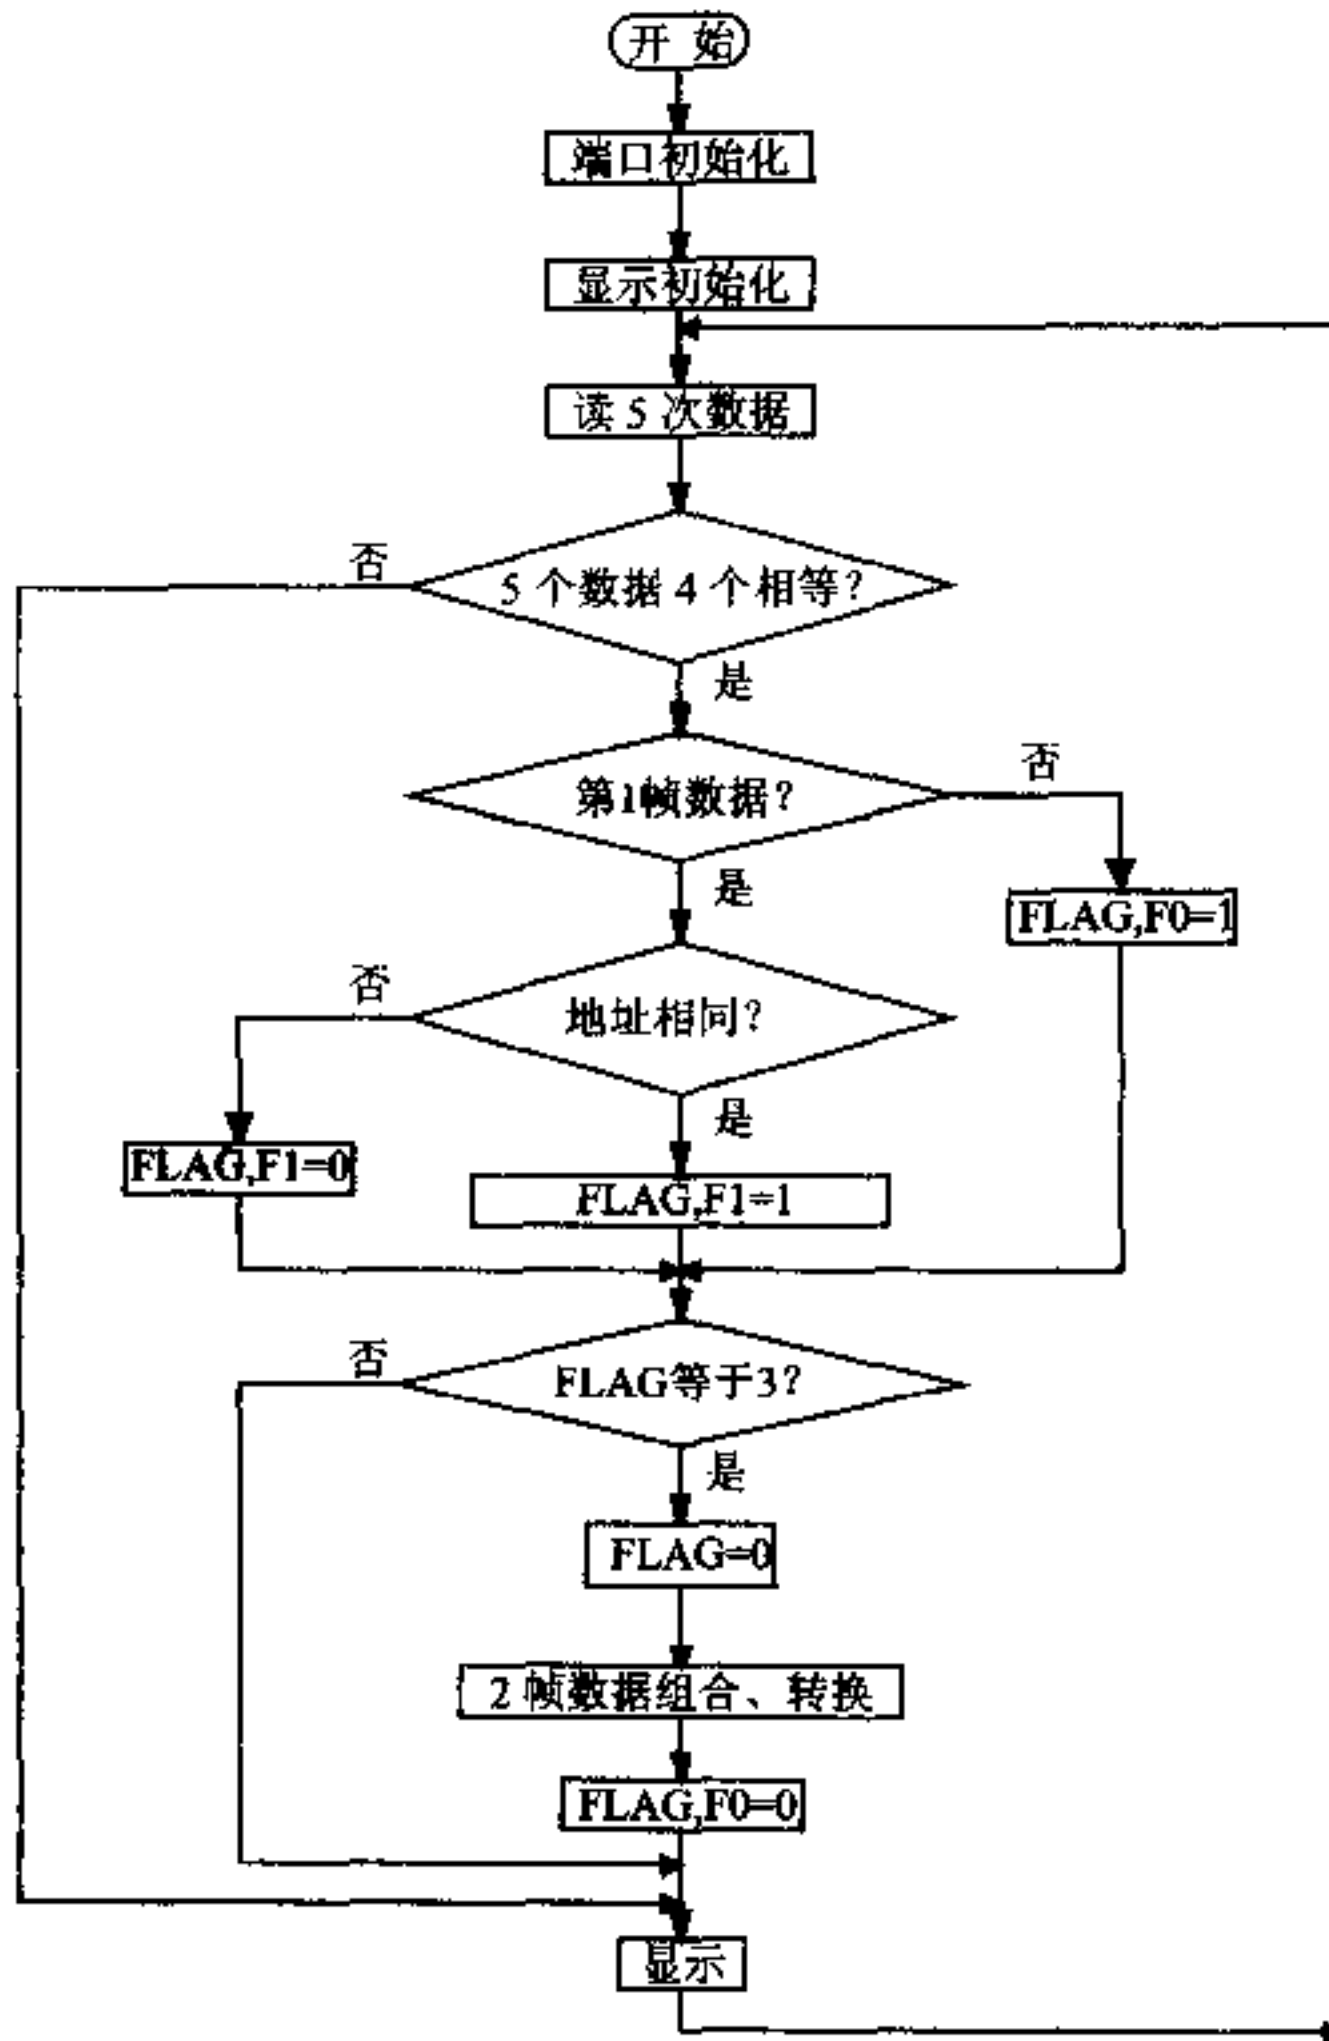 开 始
端口初始化
显示初始化
读 5 次数据
否
5 个数据 4 个相等?
是
否
第1帧数据?
是
FLAG,F0=1
否
地址相同?
是
FLAG,F1=0
FLAG,F1=1
否
FLAG等于3?
是
FLAG=0
2 帧数据组合、转换
FLAG,F0=0
显示